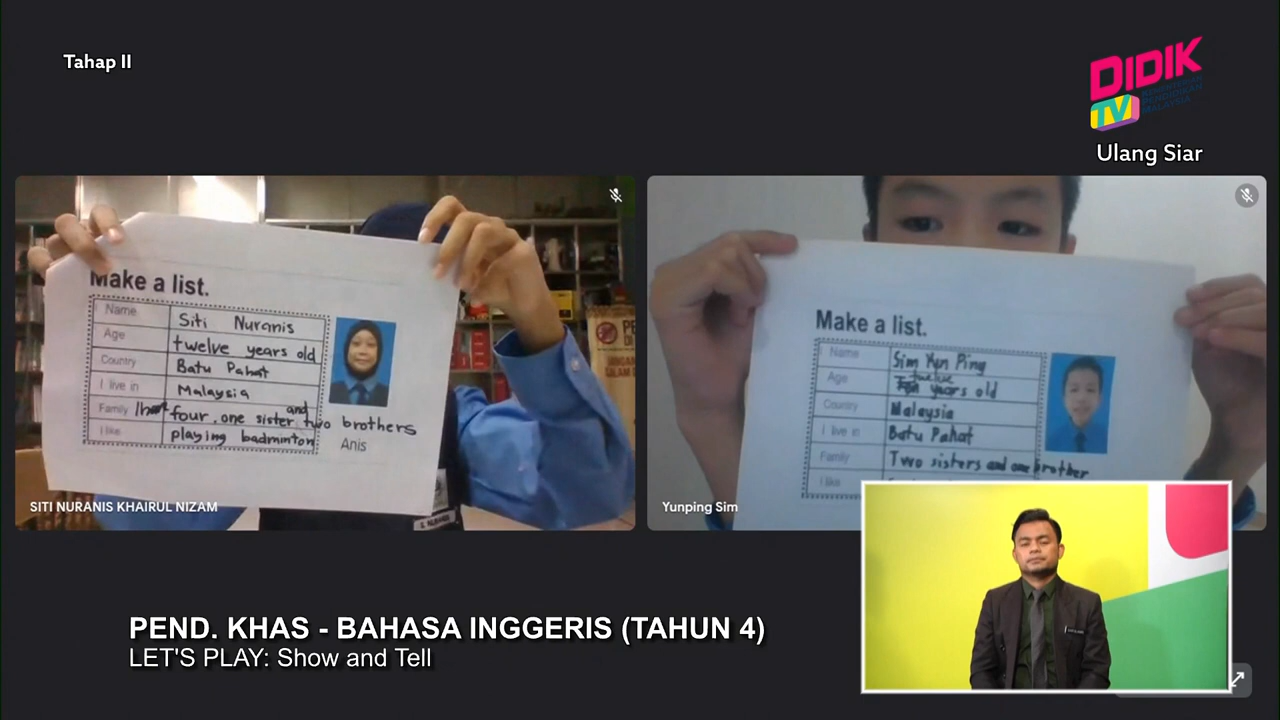 Tahap II
DIDIK
TV
Ulang Siar
Make a list.
Name Siti Nuranis
Age twelve years old
Country Batu Pahat
I live in Malaysia
Family I have four, one sister and two brothers
I like playing badminton
Anis
SITI NURANIS KHAIRUL NIZAM
Make a list.
Name Sim Yun Ping
Age twelve years old
Country Malaysia
I live in Batu Pahat
Family Two sisters and one brother
I like
Yunping Sim
PEND. KHAS - BAHASA INGGERIS (TAHUN 4)
LET'S PLAY: Show and Tell